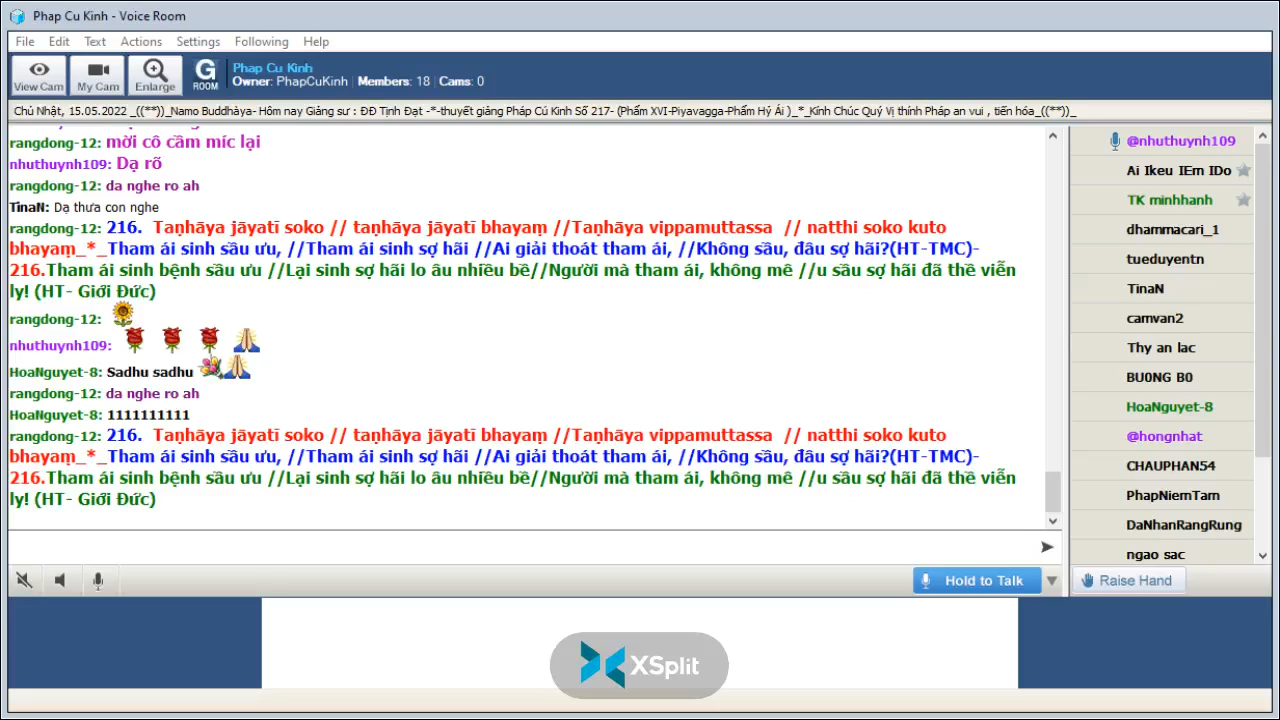 Phap Cu Kinh - Voice Room
File Edit Text Actions Settings Following Help
View Cam My Cam Enlarge G ROOM
Phap Cu Kinh
Owner: PhapCuKinh Members: 18 Cams: 0
Chủ Nhật, 15.05.2022 _((**))_Namo Buddhàya- Hôm nay Giảng sư : ĐĐ Tịnh Đạt -*-thuyết giảng Pháp Cú Kinh Số 217- (Phẩm XVI-Piyavagga-Phẩm Hỷ Ái )_*_Kính Chúc Quý Vị thính Pháp an vui , tiến hóa_((**))_
rangdong-12: mời cô cầm míc lại
nhuthuynh109: Dạ rõ
rangdong-12: da nghe ro ah
TinaN: Dạ thưa con nghe
rangdong-12: 216. Taṇhāya jāyatī soko // taṇhāya jāyatī bhayaṃ //Taṇhāya vippamuttassa // natthi soko kuto
bhayaṃ_*_Tham ái sinh sầu ưu, //Tham ái sinh sợ hãi //Ai giải thoát tham ái, //Không sầu, đâu sợ hãi?(HT-TMC)-
216.Tham ái sinh bệnh sầu ưu //Lại sinh sợ hãi lo âu nhiều bề//Người mà tham ái, không mê //u sầu sợ hãi đã thề viễn
ly! (HT- Giới Đức)
rangdong-12:
nhuthuynh109:
HoaNguyet-8: Sadhu sadhu
rangdong-12: da nghe ro ah
HoaNguyet-8: 1111111111
rangdong-12: 216. Taṇhāya jāyatī soko // taṇhāya jāyatī bhayaṃ //Taṇhāya vippamuttassa // natthi soko kuto
bhayaṃ_*_Tham ái sinh sầu ưu, //Tham ái sinh sợ hãi //Ai giải thoát tham ái, //Không sầu, đâu sợ hãi?(HT-TMC)-
216.Tham ái sinh bệnh sầu ưu //Lại sinh sợ hãi lo âu nhiều bề//Người mà tham ái, không mê //u sầu sợ hãi đã thề viễn
ly! (HT- Giới Đức)
@nhuthuynh109
Ai Ikeu IEm IDo
TK minhhanh
dhammacari_1
tueduyentn
TinaN
camvan2
Thy an lac
BU0NG B0
HoaNguyet-8
@hongnhat
CHAUPHAN54
PhapNiemTam
DaNhanRangRung
ngao sac
Hold to Talk
Raise Hand
XSplit